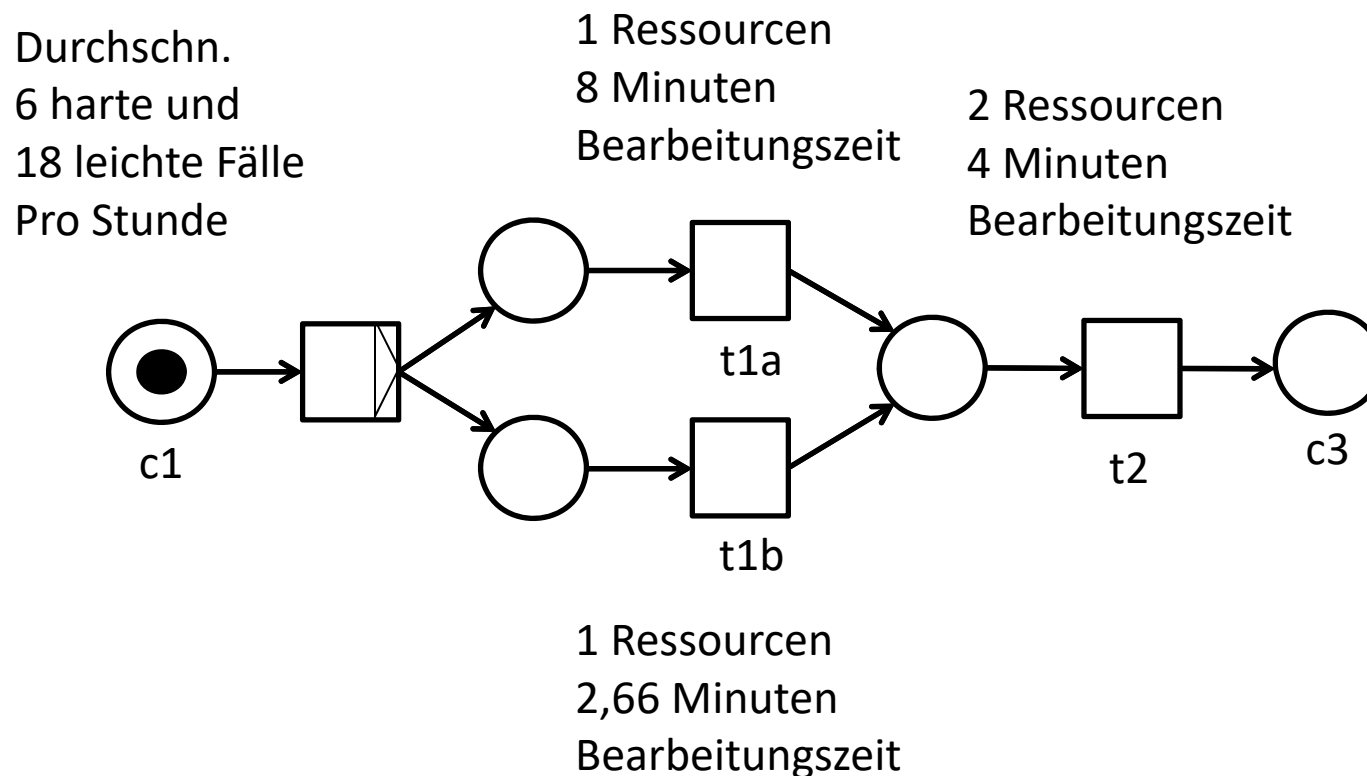 Durchschn.
6 harte und
18 leichte Fälle
Pro Stunde
1 Ressourcen
8 Minuten
Bearbeitungszeit
2 Ressourcen
4 Minuten
Bearbeitungszeit
c1
t1a
t1b
t2
c3
1 Ressourcen
2,66 Minuten
Bearbeitungszeit